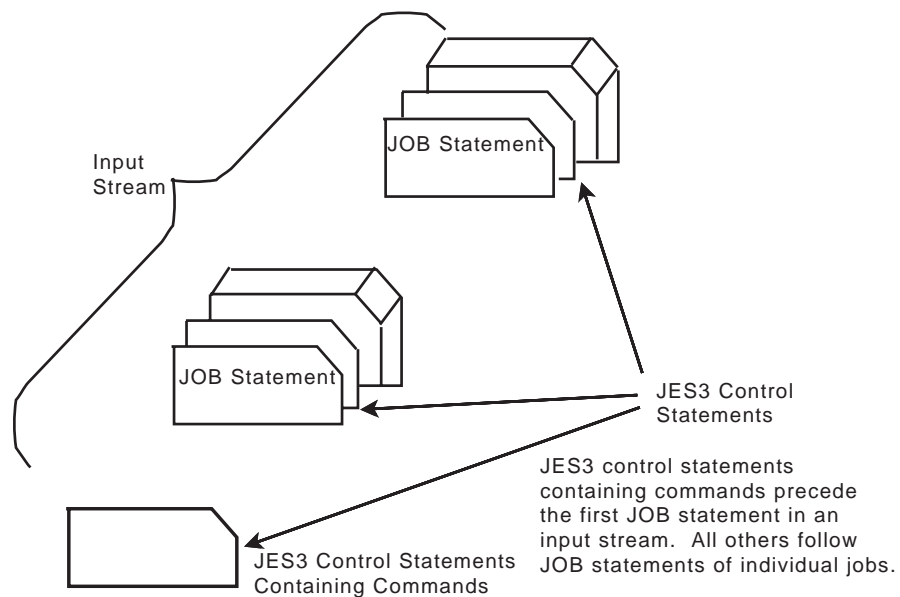 JOB Statement
Input
Stream
JOB Statement
JES3 Control
Statements
JES3 control statements
containing commands precede
the first JOB statement in an
input stream. All others follow
JOB statements of individual jobs.
JES3 Control Statements
Containing Commands